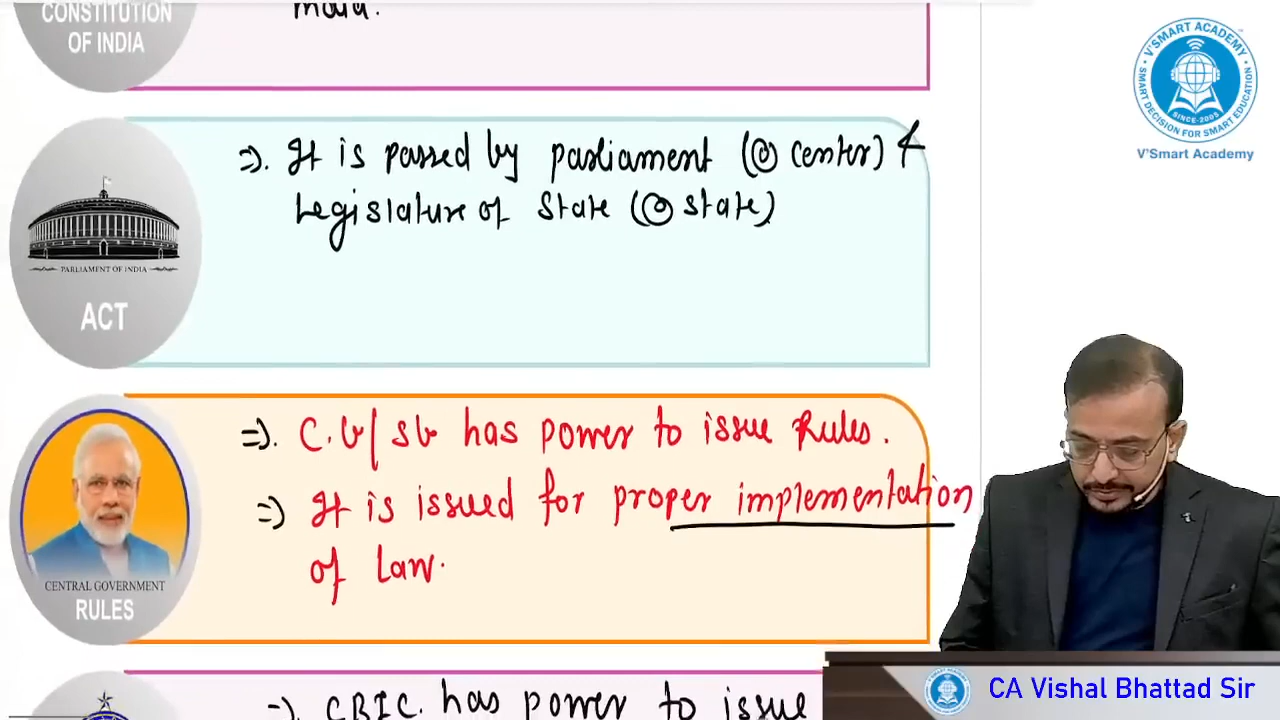 CONSTITUTION
OF INDIA
V'SMART ACADEMY
SMART DECISION FOR SMART EDUCATION
SINCE-2005
V'Smart Academy
⇒. It is passed by parliament (@ center) &
Legislature of State (@ state)
PARLIAMENT OF INDIA
ACT
⇒. C.G/SG has power to issue Rules.
⇒) It is issued for proper implementation
of Law.
CENTRAL GOVERNMENT
RULES
⇒). CBIC. has power to issue
CA Vishal Bhattad Sir